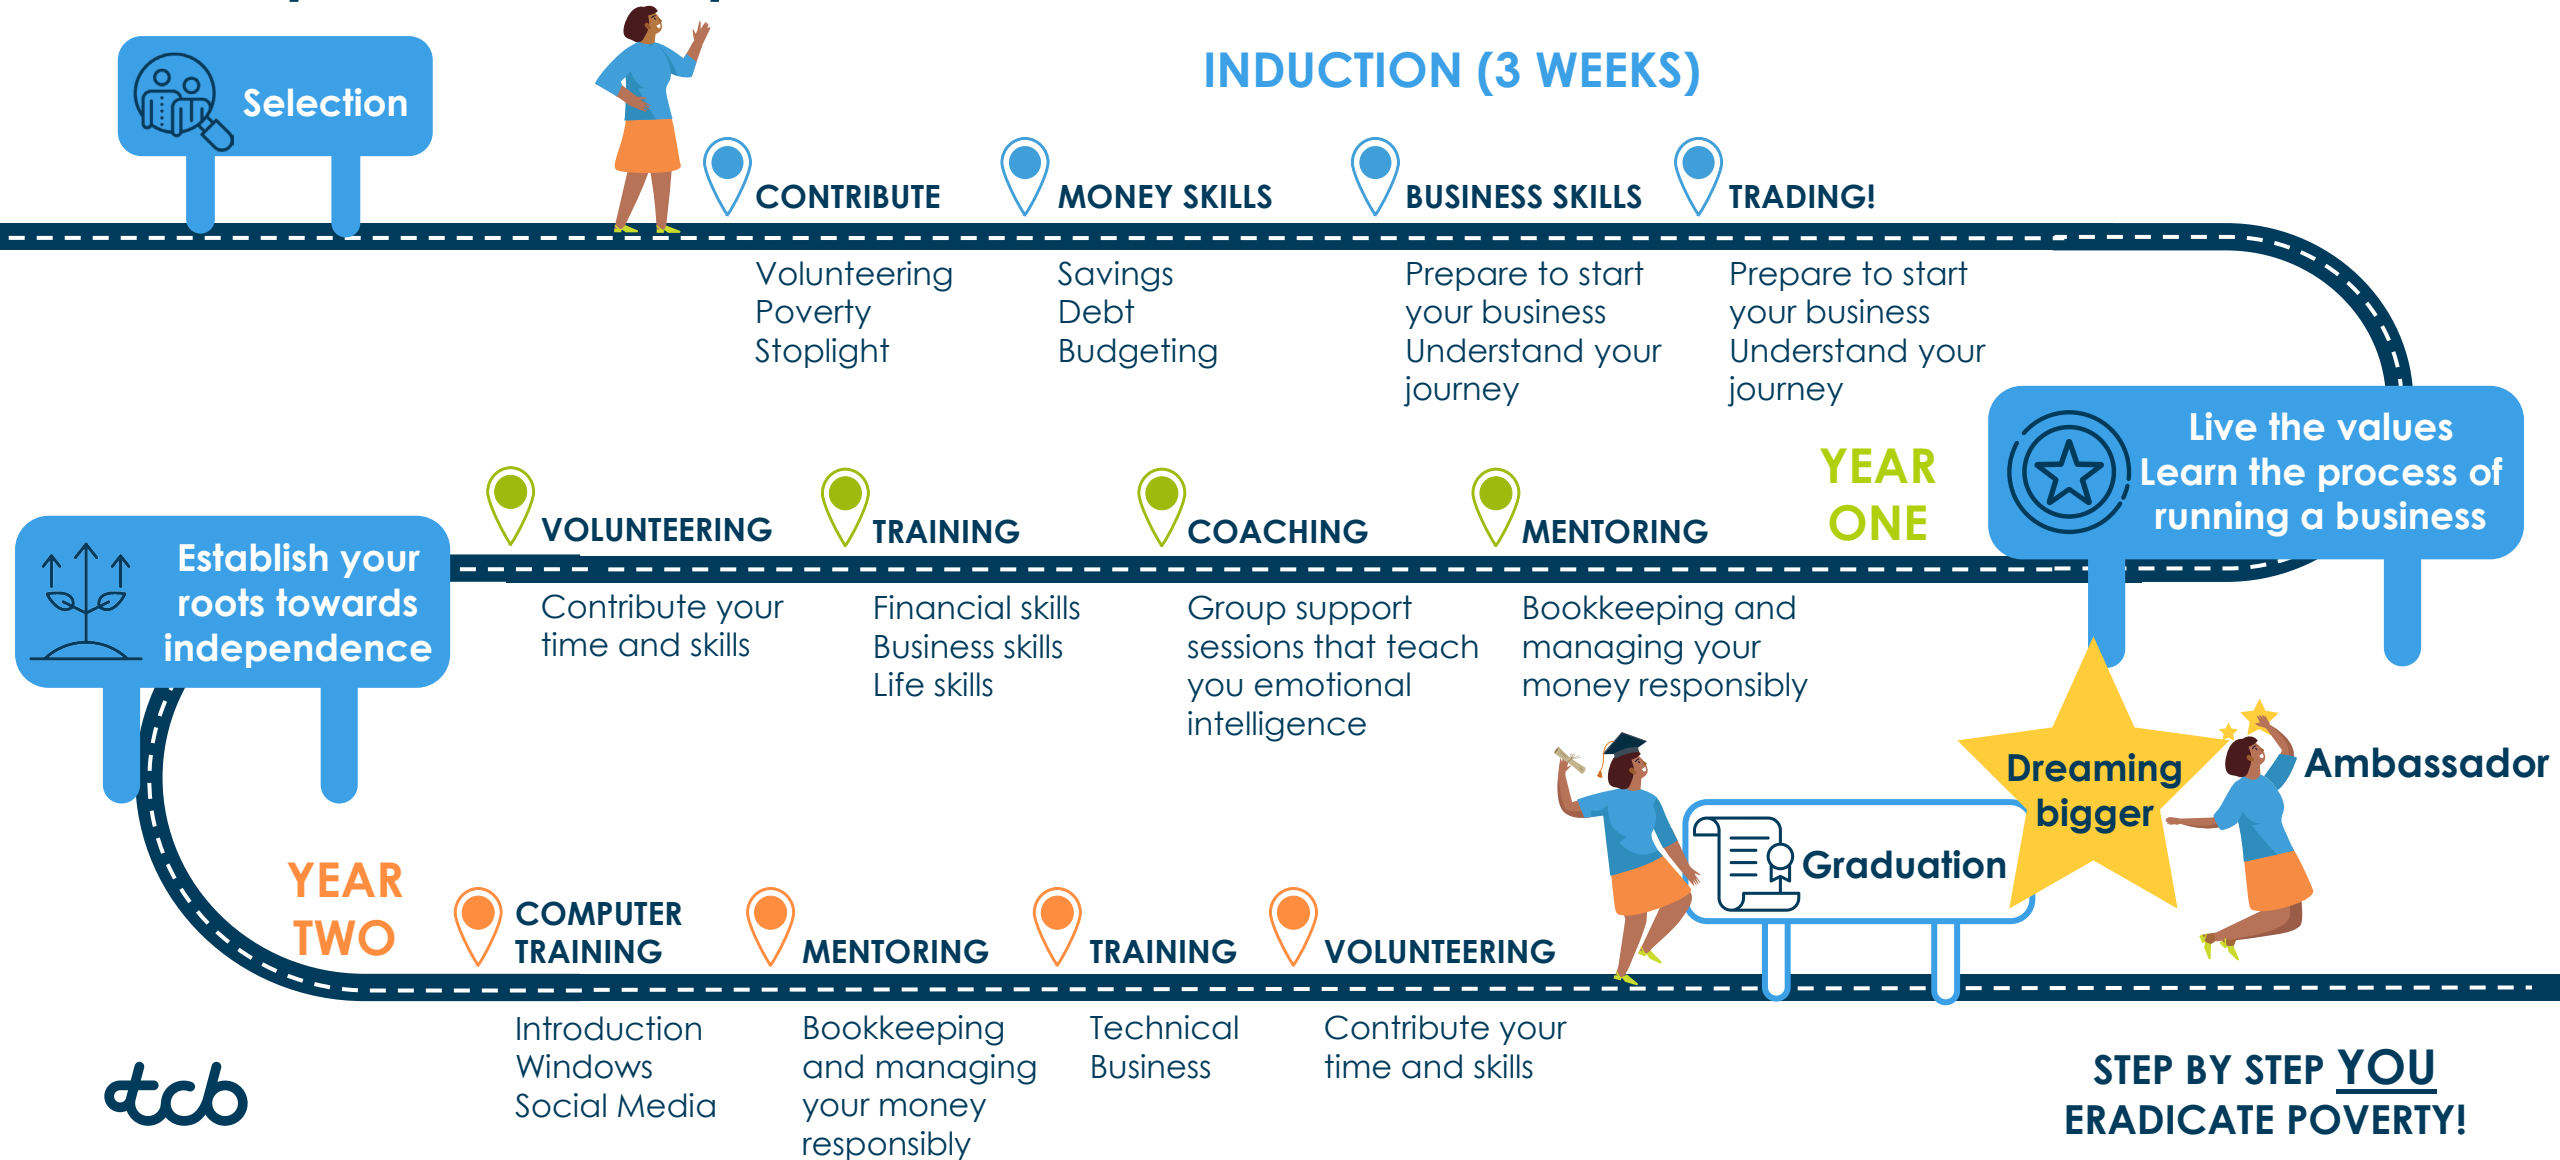 Selection
INDUCTION (3 WEEKS)
CONTRIBUTE
Volunteering
Poverty
Stoplight
MONEY SKILLS
Savings
Debt
Budgeting
BUSINESS SKILLS
Prepare to start
your business
Understand your
journey
TRADING!
Prepare to start
your business
Understand your
journey
Live the values
Learn the process of
running a business
YEAR
ONE
MENTORING
Bookkeeping and
managing your
money responsibly
COACHING
Group support
sessions that teach
you emotional
intelligence
TRAINING
Financial skills
Business skills
Life skills
VOLUNTEERING
Contribute your
time and skills
Establish your
roots towards
independence
YEAR
TWO
COMPUTER
TRAINING
Introduction
Windows
Social Media
MENTORING
Bookkeeping
and managing
your money
responsibly
TRAINING
Technical
Business
VOLUNTEERING
Contribute your
time and skills
Graduation
Dreaming
bigger
Ambassador
tcb
STEP BY STEP YOU
ERADICATE POVERTY!